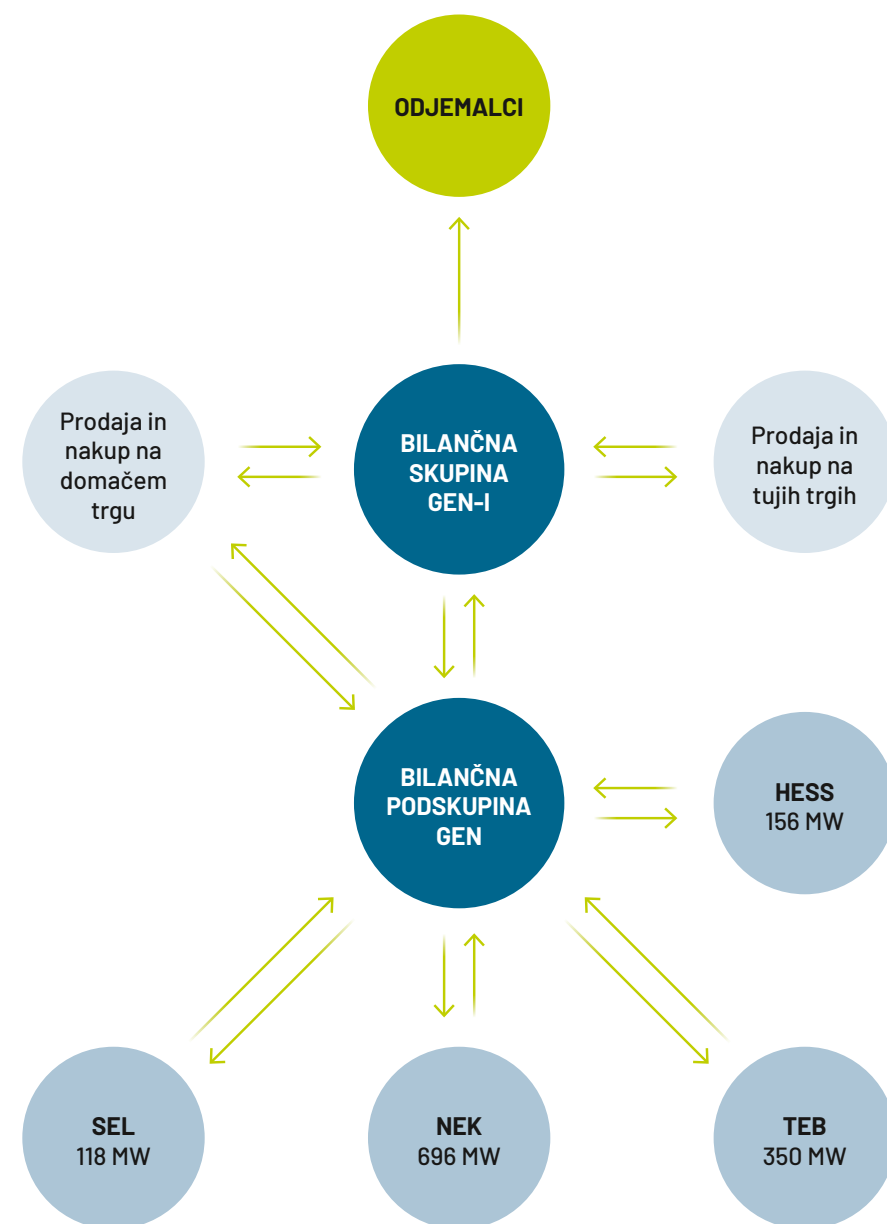 ODJEMALCI
Prodaja in
nakup na
domačem
trgu
BILANČNA
SKUPINA
GEN-I
Prodaja in
nakup na
tujih trgih
BILANČNA
PODSKUPINA
GEN
HESS
156 MW
SEL
118 MW
NEK
696 MW
TEB
350 MW